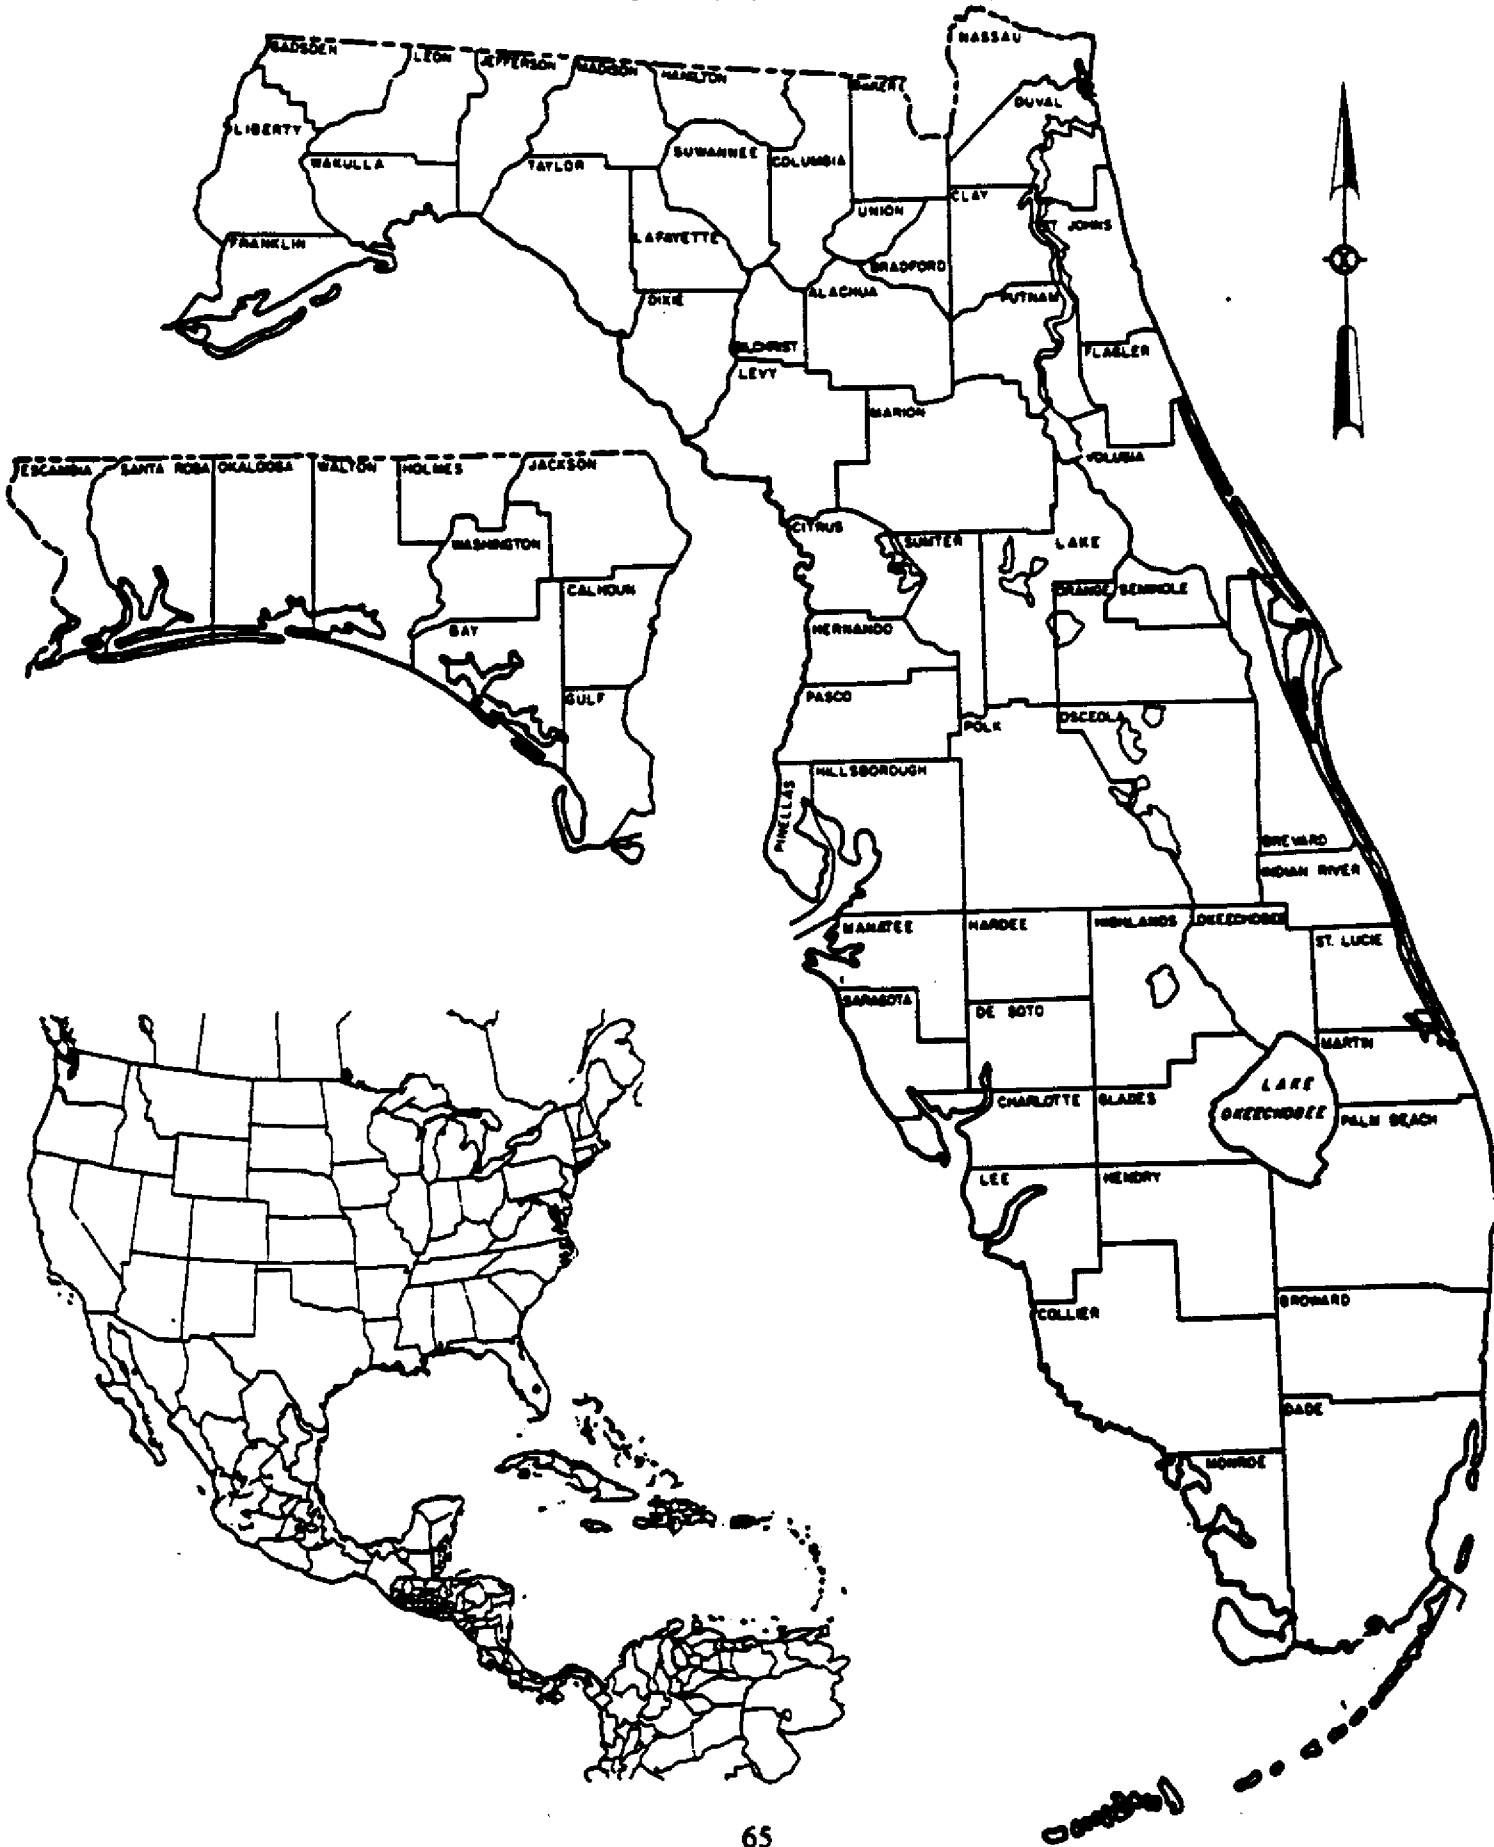 NASSAU
GADSDEN
LEON
JEFFERSON
MADISON
HAMILTON
BAKER
DUVAL
LIBERTY
WAKULLA
TAYLOR
SUWANNEE
COLUMBIA
UNION
CLAY
ST JOHNS
FRANKLIN
LAFAYETTE
BRADFORD
DIXIE
ALACHUA
PUTNAM
GILCHRIST
FLAGLER
LEVY
MARION
VOLUSIA
ESCAMBIA
SANTA ROSA
OKALOOSA
WALTON
HOLMES
JACKSON
WASHINGTON
CALHOUN
BAY
GULF
CITRUS
SUMTER
LAKE
ORANGE
SEMINOLE
HERNANDO
PASCO
POLK
OSCEOLA
HILLSBOROUGH
PINELLAS
BREVARD
INDIAN RIVER
MANATEE
HARDEE
HIGHLANDS
OKEECHOBEE
ST. LUCIE
SARASOTA
DE SOTO
MARTIN
LAKE
OKEECHOBEE
CHARLOTTE
GLADES
PALM BEACH
LEE
HENDRY
COLLIER
BROWARD
DADE
MONROE
65